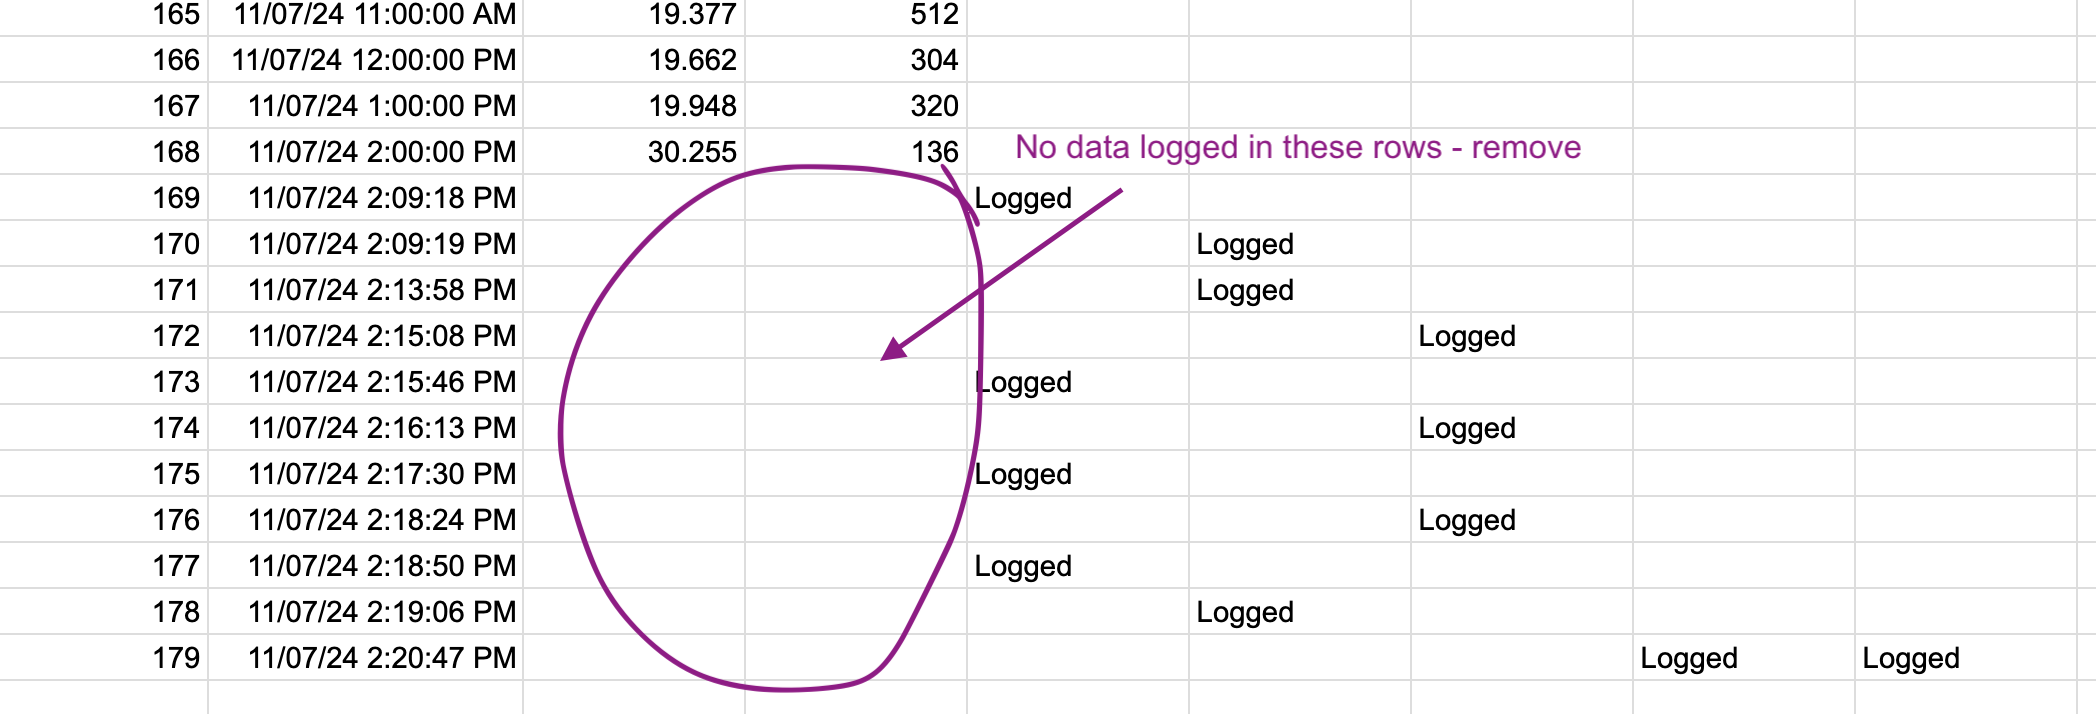 165 11/07/24 11:00:00 AM 19.377 512
166 11/07/24 12:00:00 PM 19.662 304
167 11/07/24 1:00:00 PM 19.948 320
168 11/07/24 2:00:00 PM 30.255 136 No data logged in these rows - remove
169 11/07/24 2:09:18 PM Logged
170 11/07/24 2:09:19 PM Logged
171 11/07/24 2:13:58 PM Logged
172 11/07/24 2:15:08 PM Logged
173 11/07/24 2:15:46 PM Logged
174 11/07/24 2:16:13 PM Logged
175 11/07/24 2:17:30 PM Logged
176 11/07/24 2:18:24 PM Logged
177 11/07/24 2:18:50 PM Logged
178 11/07/24 2:19:06 PM Logged
179 11/07/24 2:20:47 PM Logged Logged